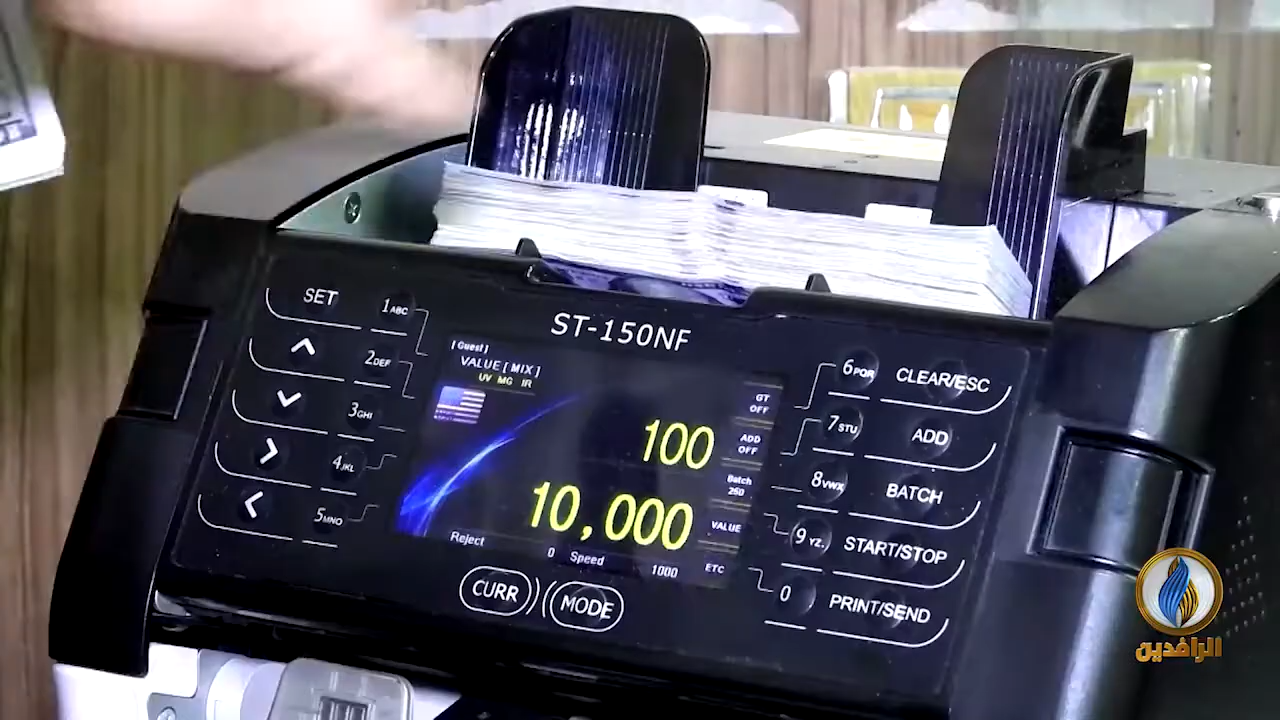 ST-150NF
SET
1ABC
2DEF
3GHI
4JKL
5MNO
[ Guest ]
VALUE [ MIX ]
UV MG IR
100
10,000
Reject 0 Speed 1000
GT
OFF
ADD
OFF
Batch
250
VALUE
ETC
CURR
MODE
6PQR
CLEAR/ESC
7STU
ADD
8VWX
BATCH
9YZ.
START/STOP
0
PRINT/SEND
الرافدين